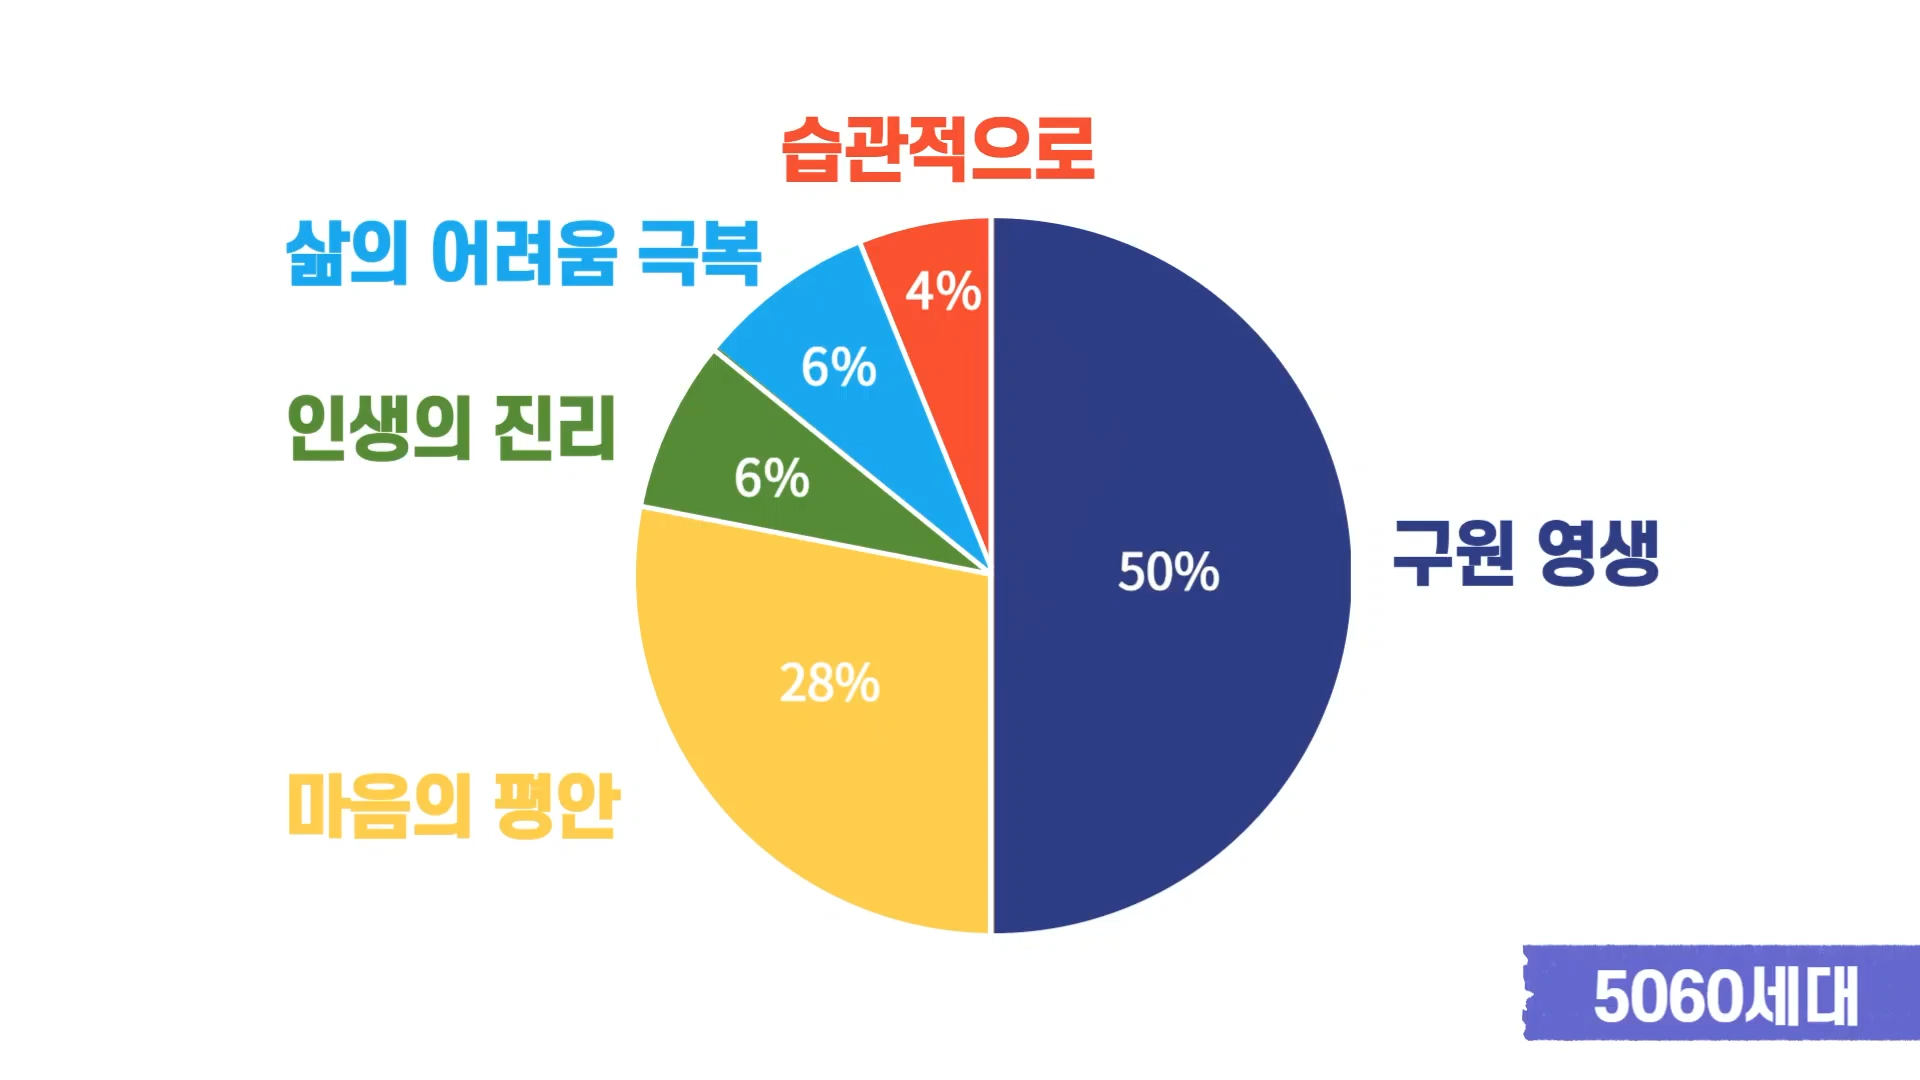 습관적으로
삶의 어려움 극복
4%
6%
인생의 진리
6%
50%
구원 영생
28%
마음의 평안
5060세대